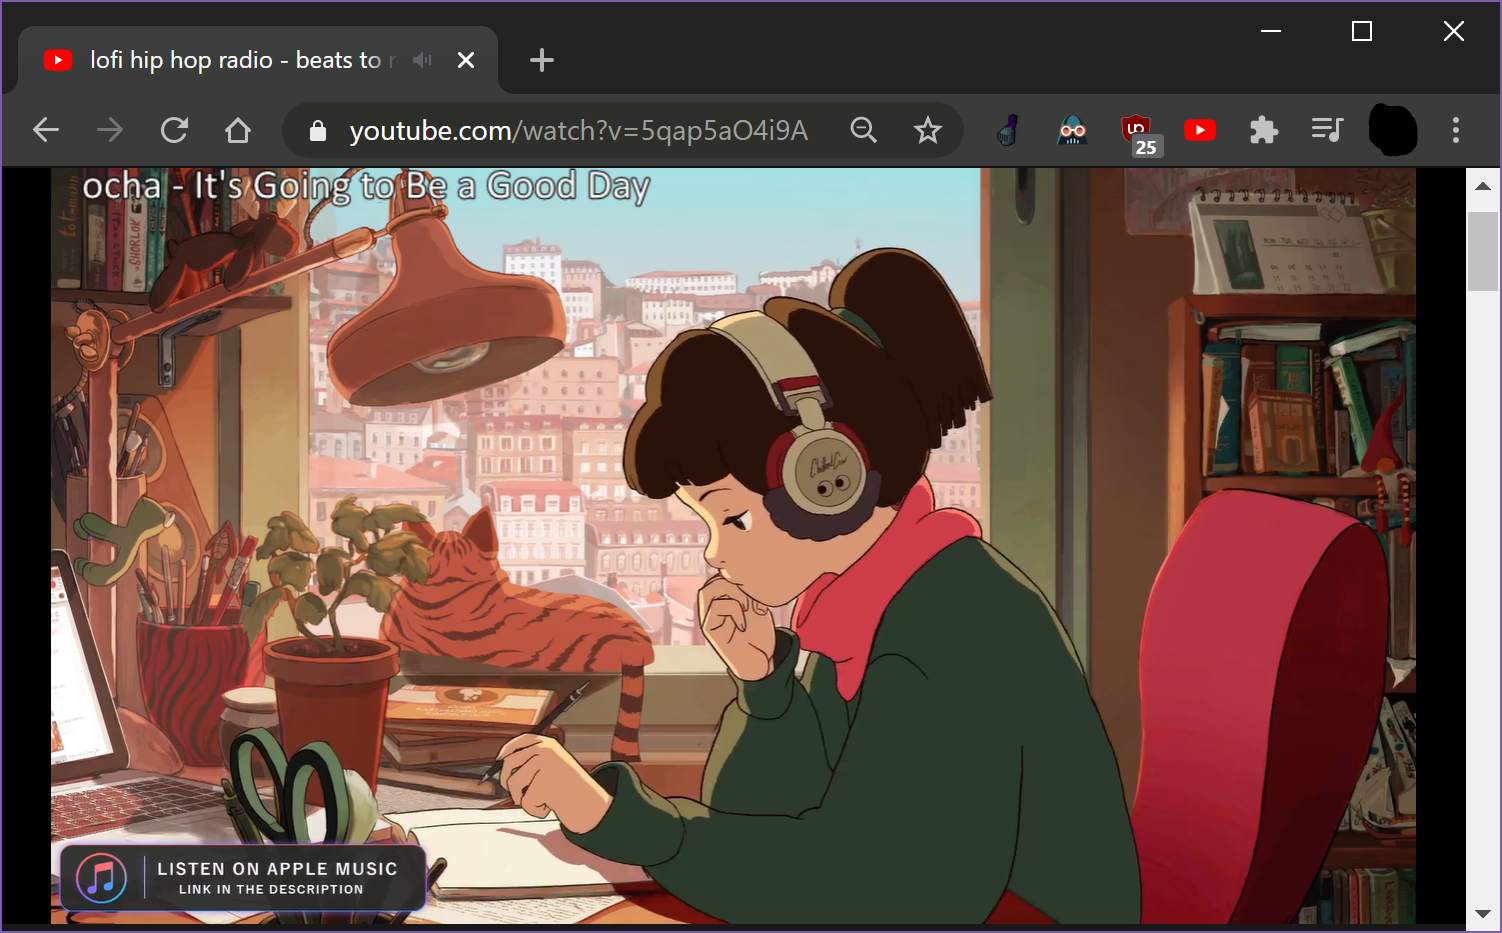 lofi hip hop radio - beats to r
youtube.com/watch?v=5qap5aO4i9A
25
ocha - It's Going to Be a Good Day
SHORLOK
LISTEN ON APPLE MUSIC
LINK IN THE DESCRIPTION